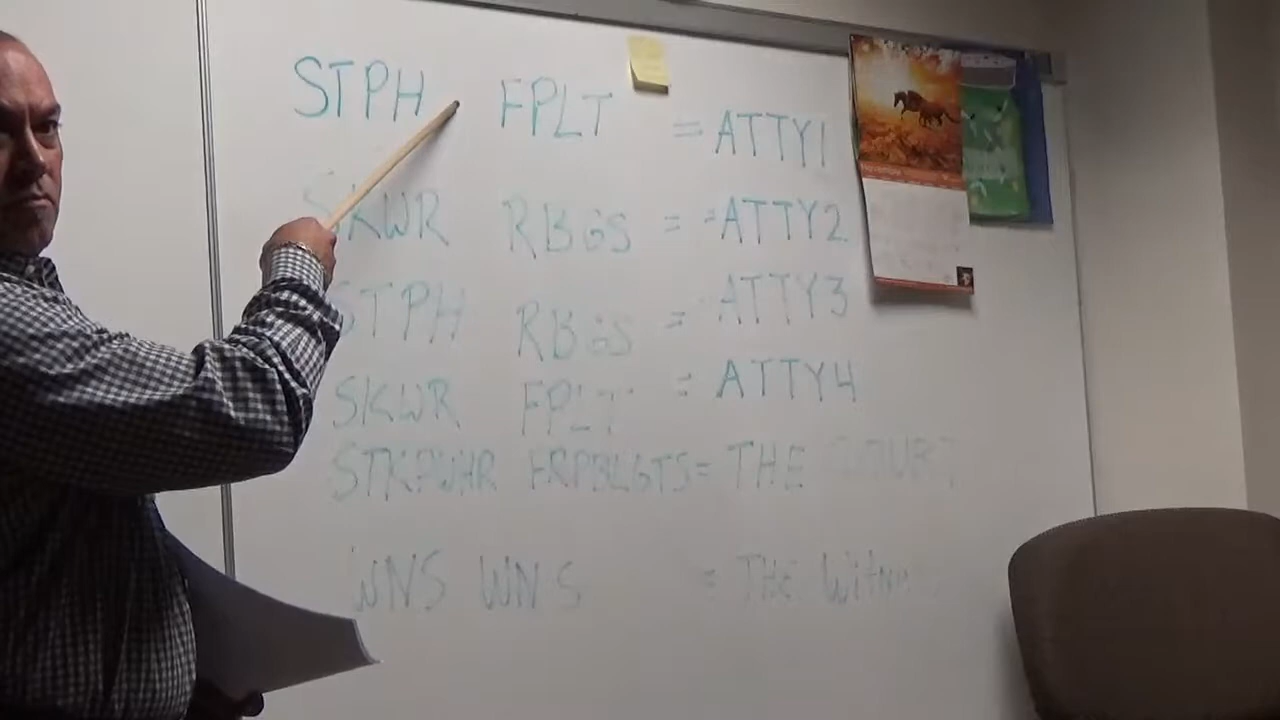 STPH FPLT = ATTY1
SKWR RBGS = =ATTY2
STPH RBGS = ATTY3
SKWR FPLT = ATTY4
STKPWHR FRPBLGTS= THE
WNS WNS = THE